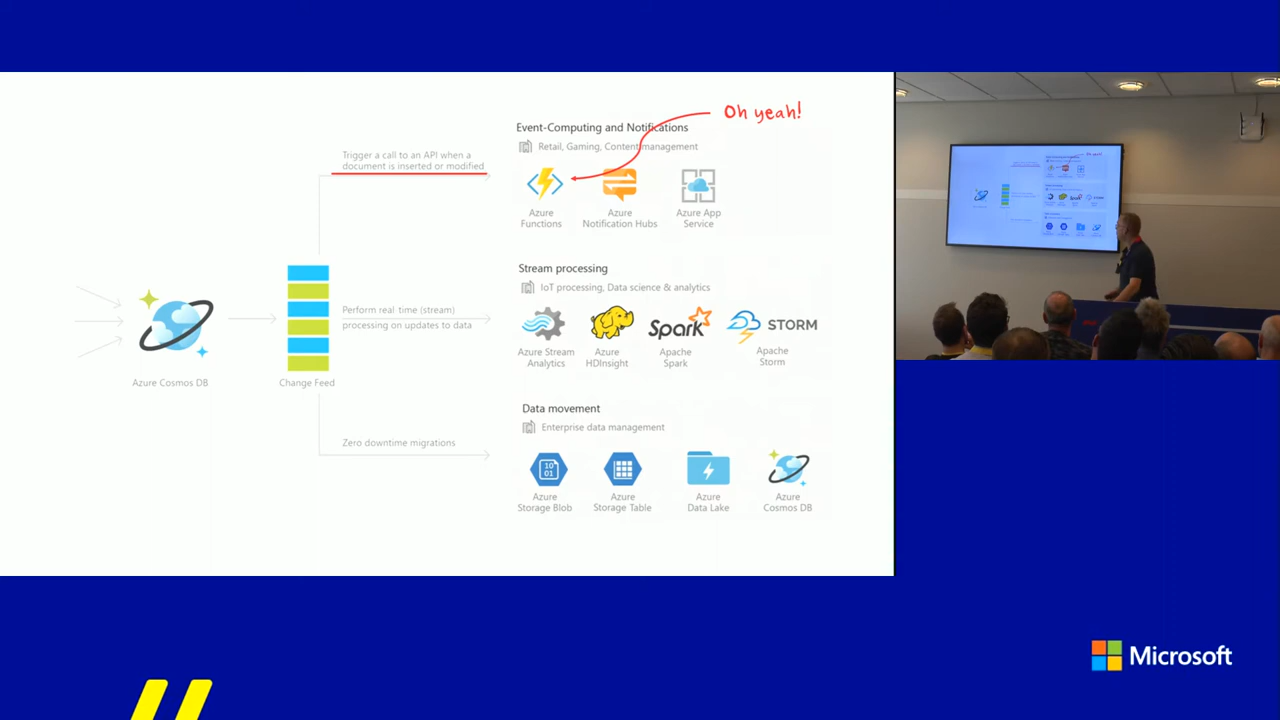 Oh yeah!
Event-Computing and Notifications
Retail, Gaming, Content management
Trigger a call to an API when a
document is inserted or modified
Azure
Functions
Azure
Notification Hubs
Azure App
Service
Stream processing
IoT processing, Data science & analytics
Perform real time (stream)
processing on updates to data
Spark
STORM
Azure Stream
Analytics
Azure
HDInsight
Apache
Spark
Apache
Storm
Azure Cosmos DB
Change Feed
Data movement
Enterprise data management
Zero downtime migrations
10
01
Azure
Storage Blob
Azure
Storage Table
Azure
Data Lake
Azure
Cosmos DB
Microsoft